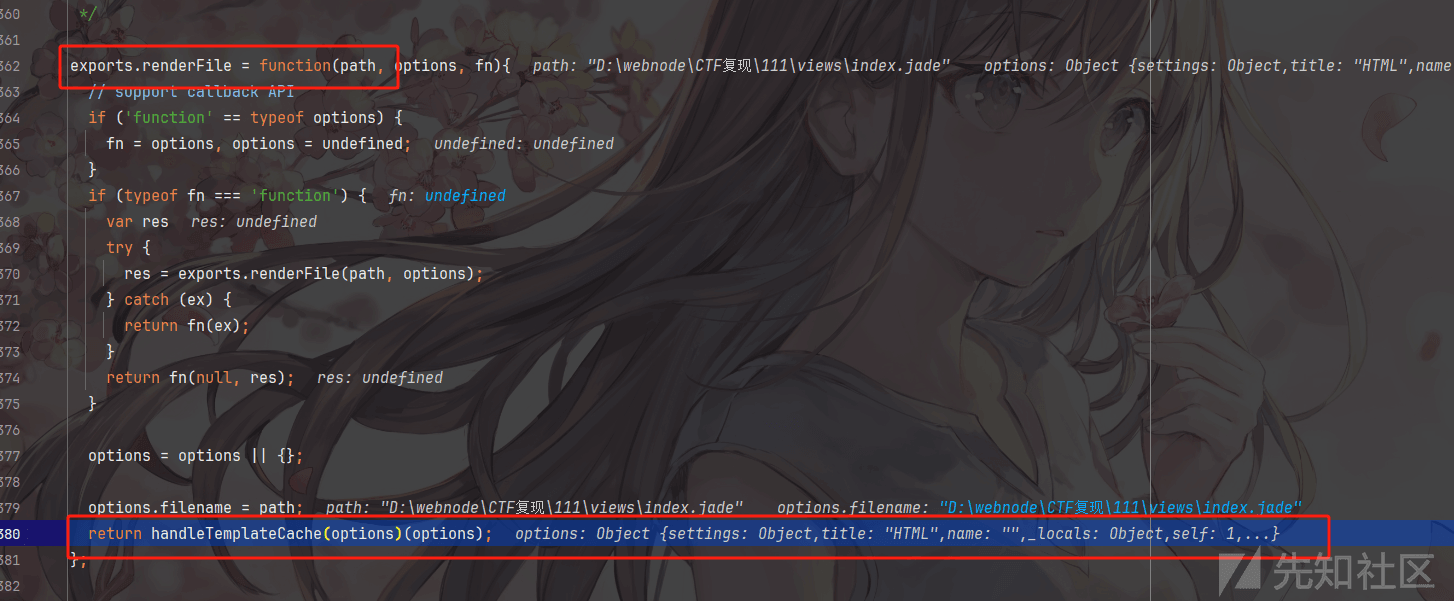 360 */
361
362 exports.renderFile = function(path, options, fn){ path: "D:\webnode\CTF复现\111\views\index.jade" options: Object {settings: Object,title: "HTML",name
363 // support callback API
364 if ('function' == typeof options) {
365 fn = options, options = undefined; undefined: undefined
366 }
367 if (typeof fn === 'function') { fn: undefined
368 var res res: undefined
369 try {
370 res = exports.renderFile(path, options);
371 } catch (ex) {
372 return fn(ex);
373 }
374 return fn(null, res); res: undefined
375 }
376
377 options = options || {};
378
379 options.filename = path; path: "D:\webnode\CTF复现\111\views\index.jade" options.filename: "D:\webnode\CTF复现\111\views\index.jade"
380 return handleTemplateCache(options)(options); options: Object {settings: Object,title: "HTML",name: "",_locals: Object,self: 1,...}
381 };
382
先知社区